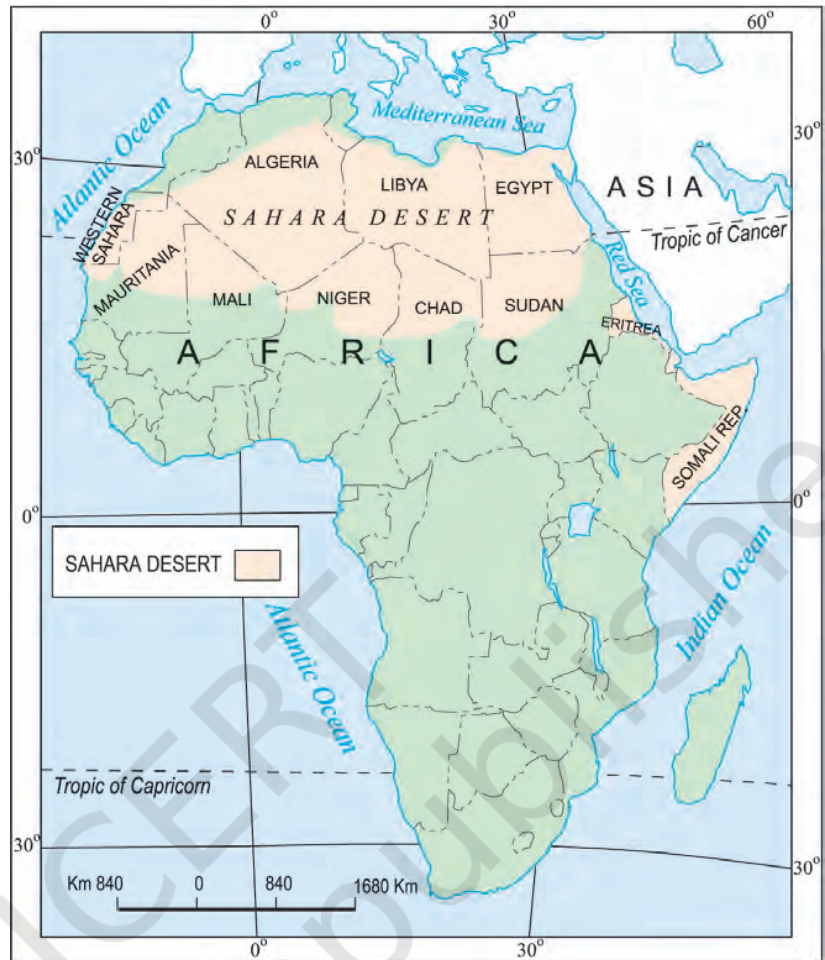 0° 30° 60°
Atlantic Ocean
Mediterranean Sea
30° 30°
ALGERIA
LIBYA
EGYPT
ASIA
WESTERN
SAHARA
SAHARA DESERT
Tropic of Cancer
Red Sea
MAURITANIA
MALI
NIGER
CHAD
SUDAN
ERITREA
AFRICA
SOMALI REP.
0° 0°
SAHARA DESERT
Atlantic Ocean
Indian Ocean
Tropic of Capricorn
30° 30°
Km 840 0 840 1680 Km
0° 30°
NCERT
publishe